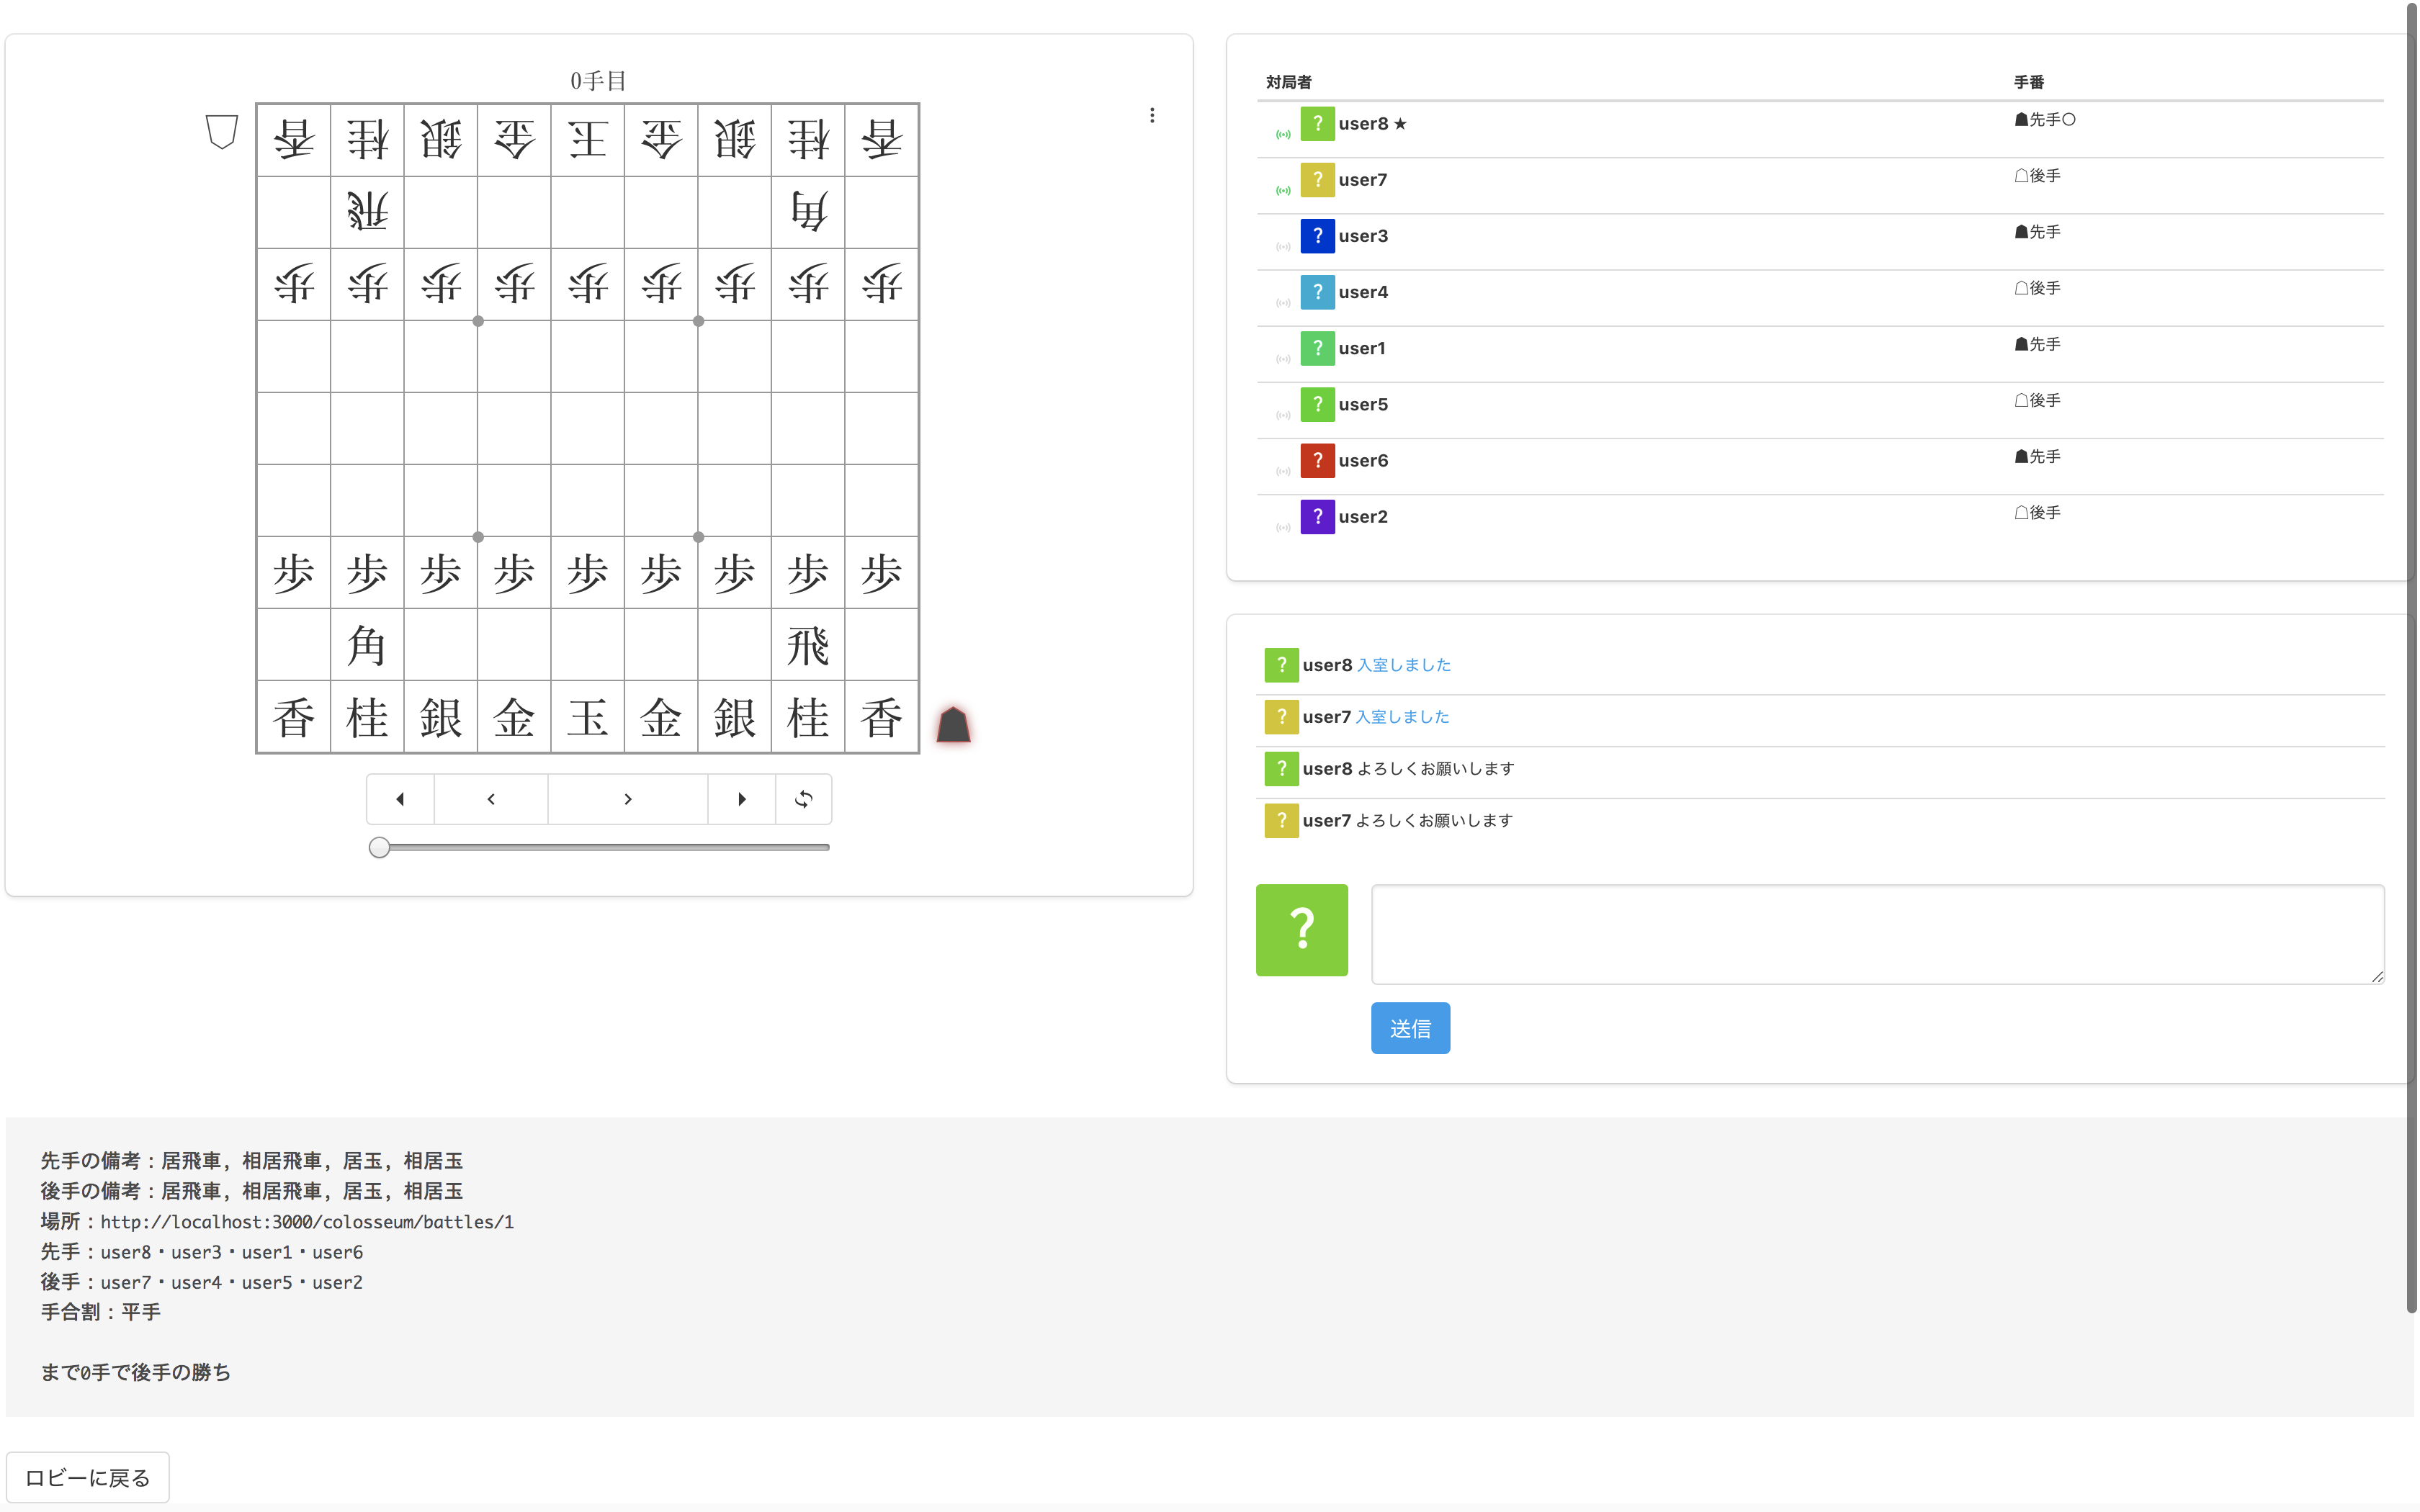 0手目
香桂銀金王金銀桂香
飛角
歩歩歩歩歩歩歩歩歩
歩歩歩歩歩歩歩歩歩
角飛
香桂銀金玉金銀桂香
対局者 手番
? user8 ★ ☗先手○
? user7 ☖後手
? user3 ☗先手
? user4 ☖後手
? user1 ☗先手
? user5 ☖後手
? user6 ☗先手
? user2 ☖後手
? user8 入室しました
? user7 入室しました
? user8 よろしくお願いします
? user7 よろしくお願いします
?
送信
先手の備考：居飛車, 相居飛車, 居玉, 相居玉
後手の備考：居飛車, 相居飛車, 居玉, 相居玉
場所：http://localhost:3000/colosseum/battles/1
先手：user8・user3・user1・user6
後手：user7・user4・user5・user2
手合割：平手
まで0手で後手の勝ち
ロビーに戻る